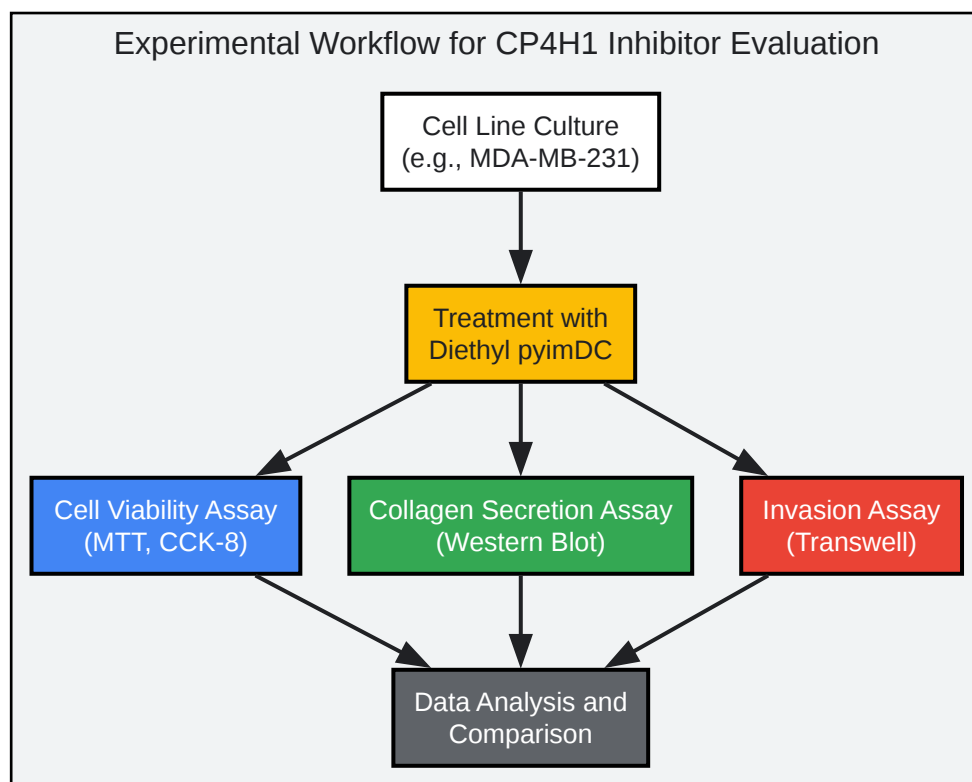 Experimental Workflow for CP4H1 Inhibitor Evaluation
Cell Line Culture
(e.g., MDA-MB-231)
Treatment with
Diethyl pyimDC
Cell Viability Assay
(MTT, CCK-8)
Collagen Secretion Assay
(Western Blot)
Invasion Assay
(Transwell)
Data Analysis and
Comparison